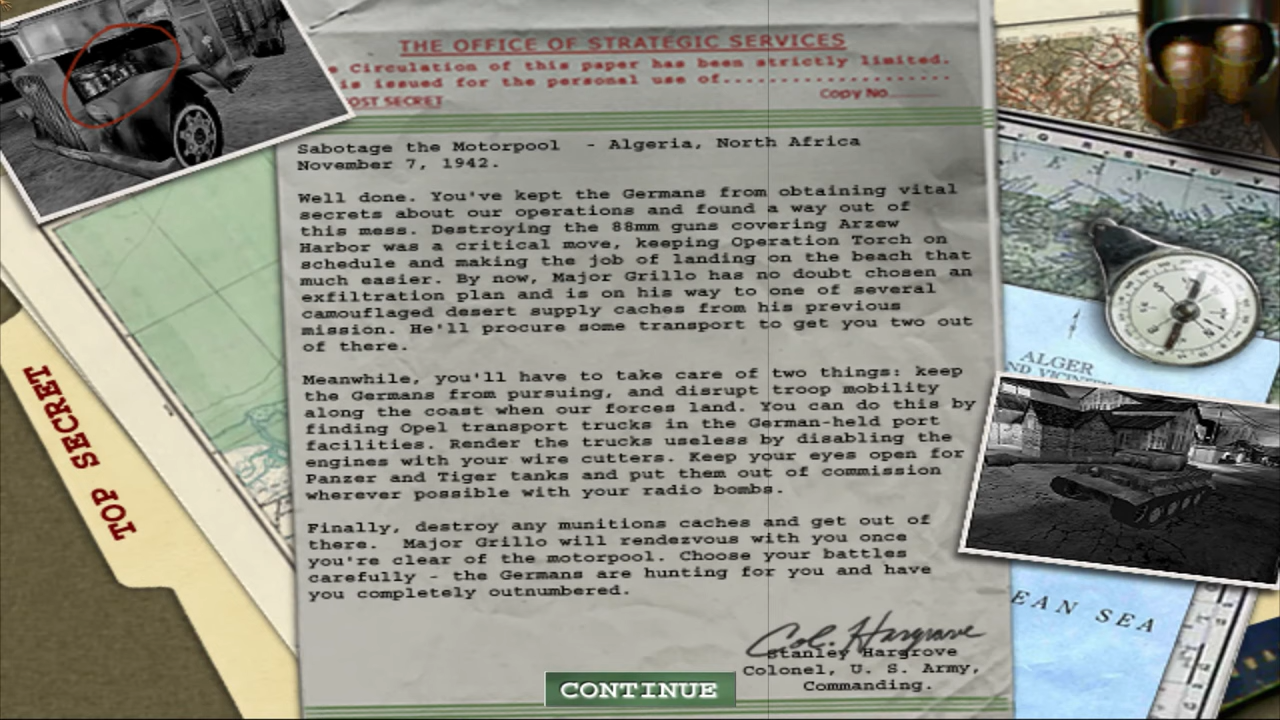 THE OFFICE OF STRATEGIC SERVICES
e Circulation of this paper has been strictly limited.
is issued for the personal use of....................
OST SECRET
Copy No......
Sabotage the Motorpool  - Algeria, North Africa
November 7, 1942.
Well done. You've kept the Germans from obtaining vital
secrets about our operations and found a way out of
this mess. Destroying the 88mm guns covering Arzew
Harbor was a critical move, keeping Operation Torch on
schedule and making the job of landing on the beach that
much easier. By now, Major Grillo has no doubt chosen an
exfiltration plan and is on his way to one of several
camouflaged desert supply caches from his previous
mission. He'll procure some transport to get you two out
of there.
Meanwhile, you'll have to take care of two things: keep
the Germans from pursuing, and disrupt troop mobility
along the coast when our forces land. You can do this by
finding Opel transport trucks in the German-held port
facilities. Render the trucks useless by disabling the
engines with your wire cutters. Keep your eyes open for
Panzer and Tiger tanks and put them out of commission
wherever possible with your radio bombs.
Finally, destroy any munitions caches and get out of
there.  Major Grillo will rendezvous with you once
you're clear of the motorpool. Choose your battles
carefully - the Germans are hunting for you and have
you completely outnumbered.
Col. Hargrove
Stanley Hargrove
Colonel, U. S. Army,
Commanding.
CONTINUE
TOP SECRET
ALGER
ND VICINITY
EAN SEA